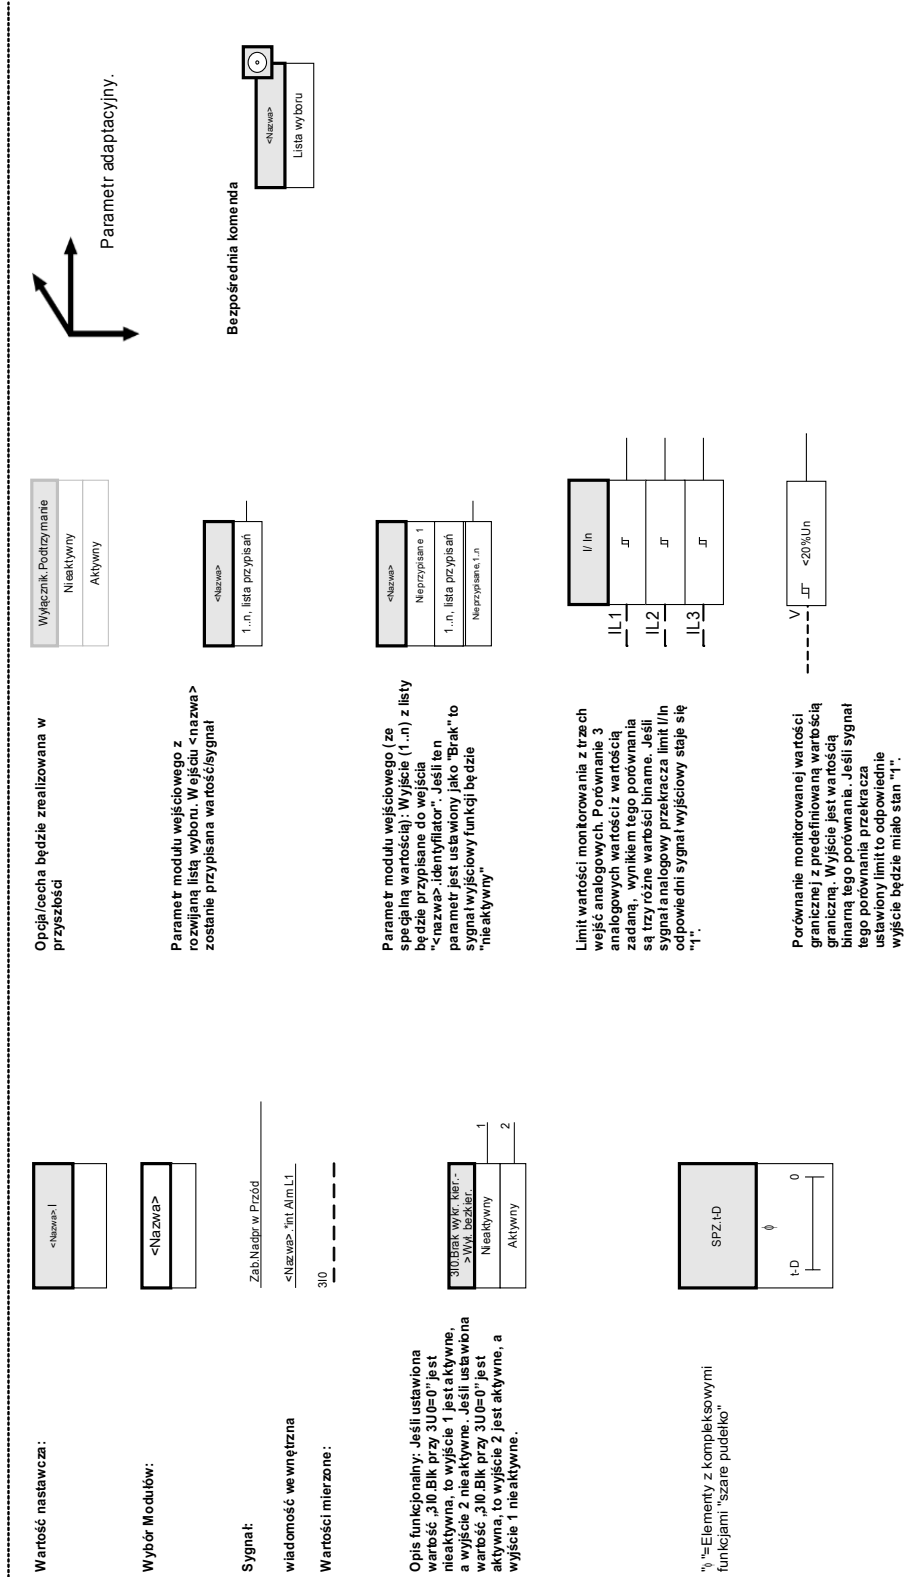 Wartość nastawcza:
<Nazwa>.I
Wybór Modułów:
<Nazwa>
Sygnał:
Zab.Nadpr w Przód
wiadomość wewnętrzna
<Nazwa>.*int Alm L1
Wartości mierzone:
3I0
Opis funkcjonalny: Jeśli ustawiona
wartość „3I0.Blk przy 3U0=0” jest
nieaktywna, to wyjście 1 jest aktywne,
a wyjście 2 nieaktywne. Jeśli ustawiona
wartość „3I0.Blk przy 3U0=0” jest
aktywna, to wyjście 2 jest aktywne, a
wyjście 1 nieaktywne.
3I0.Brak wykr. kier.-
>Wył. bezkier.
Nieaktywny
1
Aktywny
2
"ϕ"=Elementy z kompleksowymi
funkcjami "szare pudełko"
SPZ.t-D
ϕ
t-D
0
Opcja/cecha będzie zrealizowana w
przyszłości
Wyłącznik.Podtrzymanie
Nieaktywny
Aktywny
Parametr modułu wejściowego z
rozwijaną listą wyboru. W ejściu <nazwa>
zostanie przypisana wartość/sygnał
<Nazwa>
1..n, lista przypisań
Parametr modułu wejściowego (ze
specjalną wartością): Wyjście (1..n) z listy
będzie przypisane do wejścia
"<nazwa>.identyfilator". Jeśli ten
parametr jest ustawiony jako "Brak" to
sygnał wyjściowy funkcji będzie
"nieaktywny"
<Nazwa>
Nieprzypisane 1
1..n, lista przypisań
Nieprzypisane,1..n
Limit wartości monitorowania z trzech
wejść analogowych. Porównanie 3
analogowych wartości z wartością
zadaną, wynikiem tego porównania
są trzy różne wartości biname. Jeśli
sygnał analogowy przekracza limit I/In
odpowiedni sygnał wyjściowy staje się
"1".
I/ In
IL1
IL2
IL3
Porównanie monitorowanej wartości
granicznej z predefiniowaną wartością
graniczną. Wyjście jest wartością
binarną tego porównania. Jeśli sygnał
tego porównania przekracza
ustawiony limit to odpowiednie
wyjście będzie miało stan "1".
V
<20%Un
Parametr adaptacyjny.
Bezpośrednia komenda
<Nazwa>
Lista wyboru